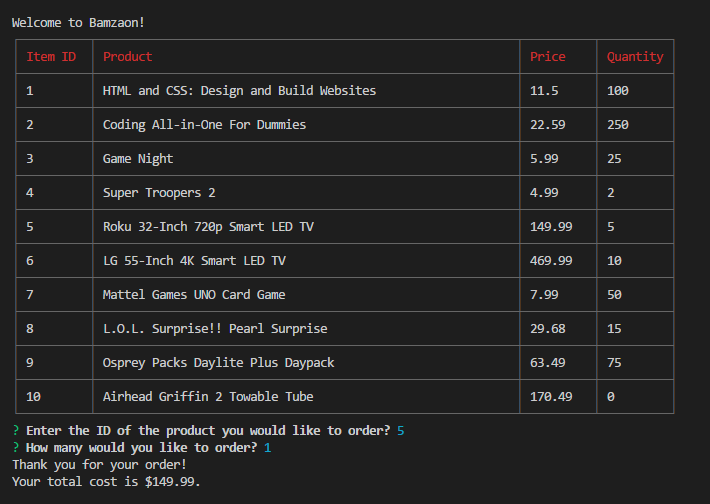 Welcome to Bamzaon!
Item ID Product Price Quantity
1 HTML and CSS: Design and Build Websites 11.5 100
2 Coding All-in-One For Dummies 22.59 250
3 Game Night 5.99 25
4 Super Troopers 2 4.99 2
5 Roku 32-Inch 720p Smart LED TV 149.99 5
6 LG 55-Inch 4K Smart LED TV 469.99 10
7 Mattel Games UNO Card Game 7.99 50
8 L.O.L. Surprise!! Pearl Surprise 29.68 15
9 Osprey Packs Daylite Plus Daypack 63.49 75
10 Airhead Griffin 2 Towable Tube 170.49 0
? Enter the ID of the product you would like to order? 5
? How many would you like to order? 1
Thank you for your order!
Your total cost is $149.99.